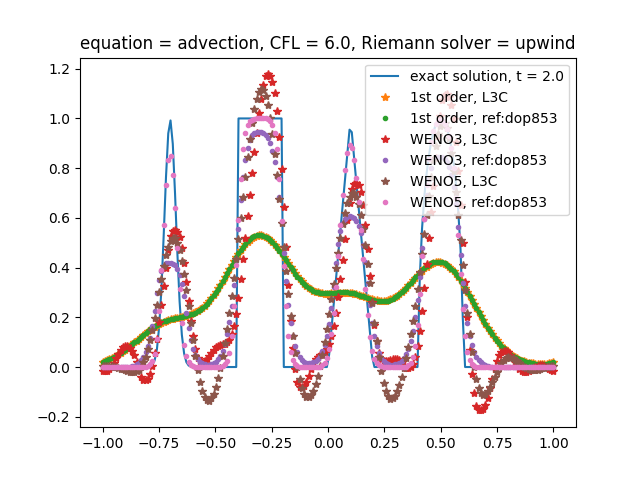 equation = advection, CFL = 6.0, Riemann solver = upwind
exact solution, t = 2.0
1st order, L3C
1st order, ref:dop853
WENO3, L3C
WENO3, ref:dop853
WENO5, L3C
WENO5, ref:dop853
1.2
1.0
0.8
0.6
0.4
0.2
0.0
−0.2
−1.00 −0.75 −0.50 −0.25 0.00 0.25 0.50 0.75 1.00